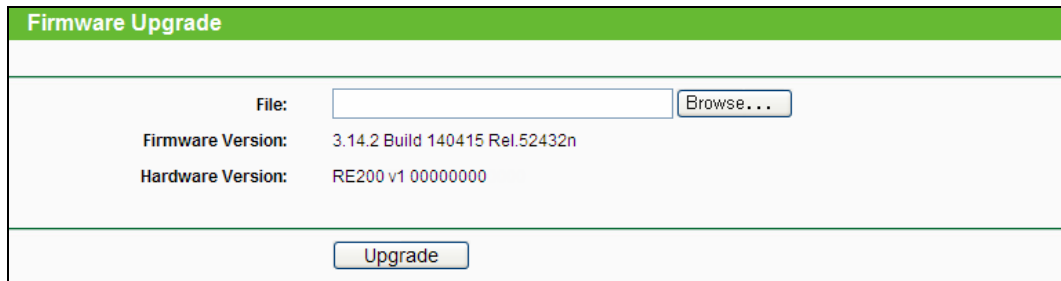 Firmware Upgrade
File: Browse...
Firmware Version: 3.14.2 Build 140415 Rel.52432n
Hardware Version: RE200 v1 00000000
Upgrade